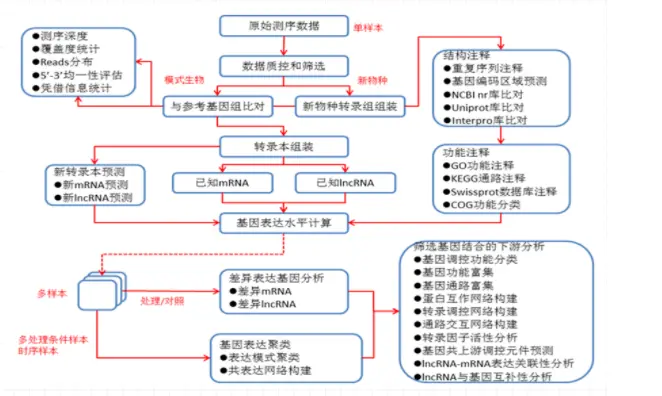 原始测序数据
单样本
●测序深度
●覆盖度统计
●Reads分布
●5'-3'均一性评估
●凭借信息统计
数据质控和筛选
模式生物
新物种
与参考基因组比对
新物种转录组组装
结构注释
●重复序列注释
●基因编码区域预测
●NCBI nr库比对
●Uniprot库比对
●Interpro库比对
转录本组装
新转录本预测
●新mRNA预测
●新lncRNA预测
已知mRNA
已知lncRNA
功能注释
●GO功能注释
●KEGG通路注释
●Swissprot数据库注释
●COG功能分类
基因表达水平计算
多样本
处理/对照
差异表达基因分析
●差异mRNA
●差异lncRNA
多处理条件样本
时序样本
基因表达聚类
●表达模式聚类
●共表达网络构建
筛选基因结合的下游分析
●基因调控功能分类
●基因功能富集
●基因通路富集
●蛋白互作网络构建
●转录调控网络构建
●通路交互网络构建
●转录因子活性分析
●基因共上游调控元件预测
●lncRNA-mRNA表达关联性分析
●lncRNA与基因互补性分析